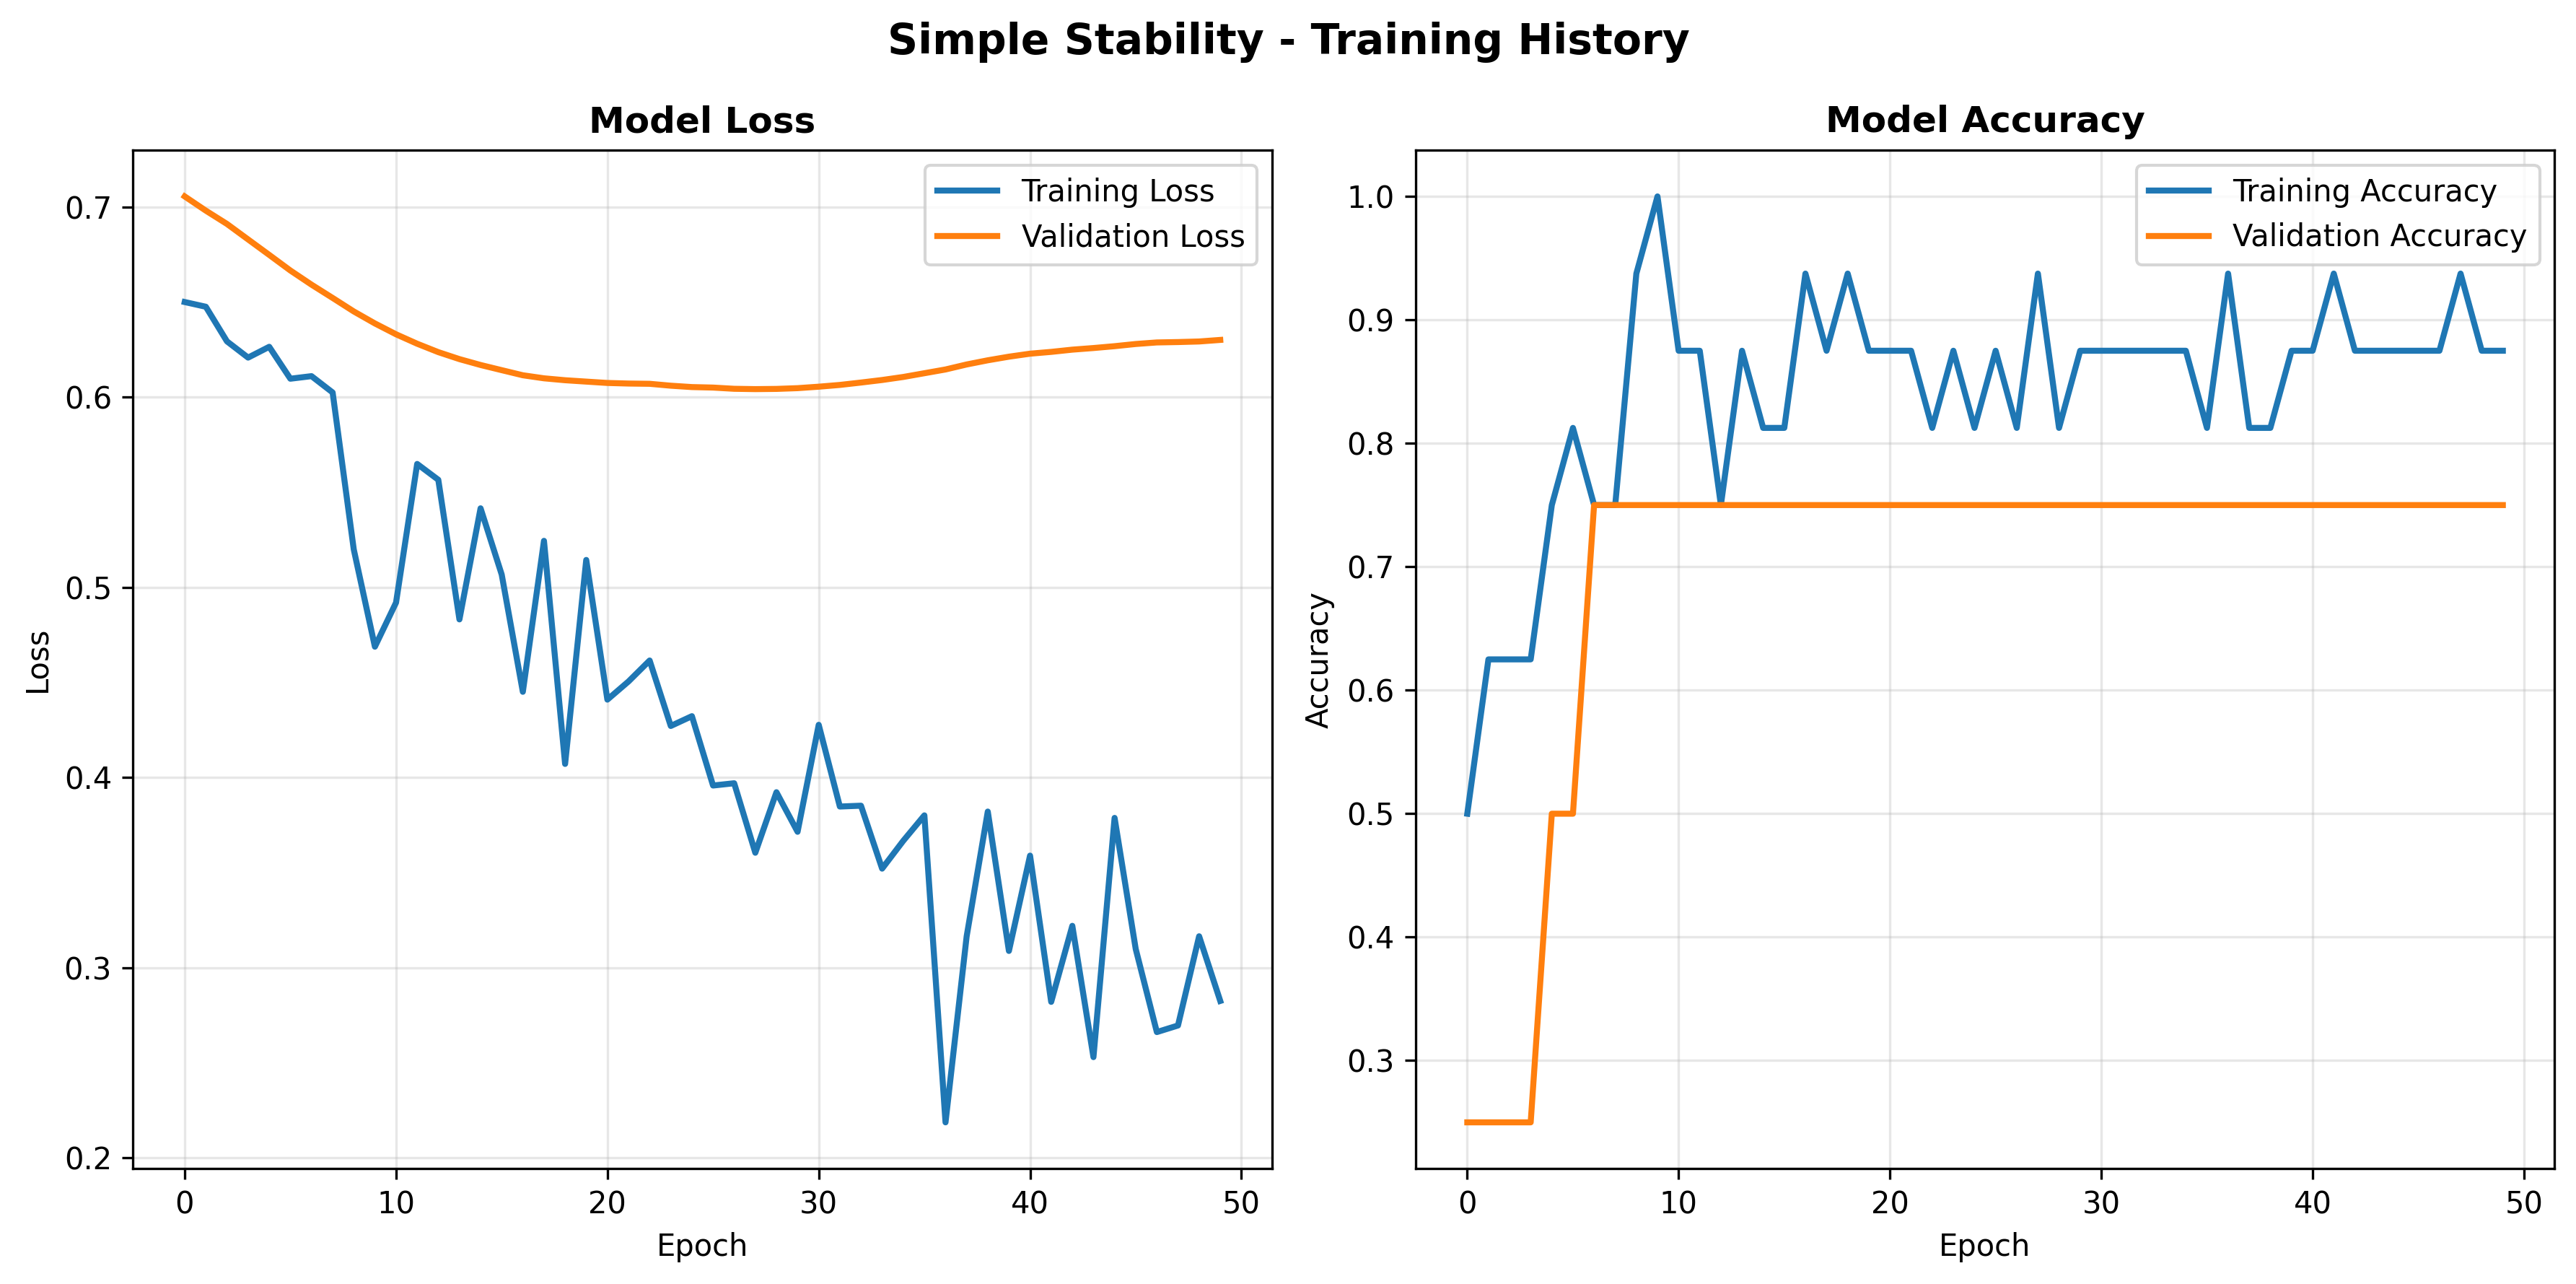 Simple Stability - Training History
Model Loss
Training Loss
Validation Loss
0.7
0.6
0.5
0.4
0.3
0.2
Loss
0 10 20 30 40 50
Epoch
Model Accuracy
Training Accuracy
Validation Accuracy
1.0
0.9
0.8
0.7
0.6
0.5
0.4
0.3
Accuracy
0 10 20 30 40 50
Epoch